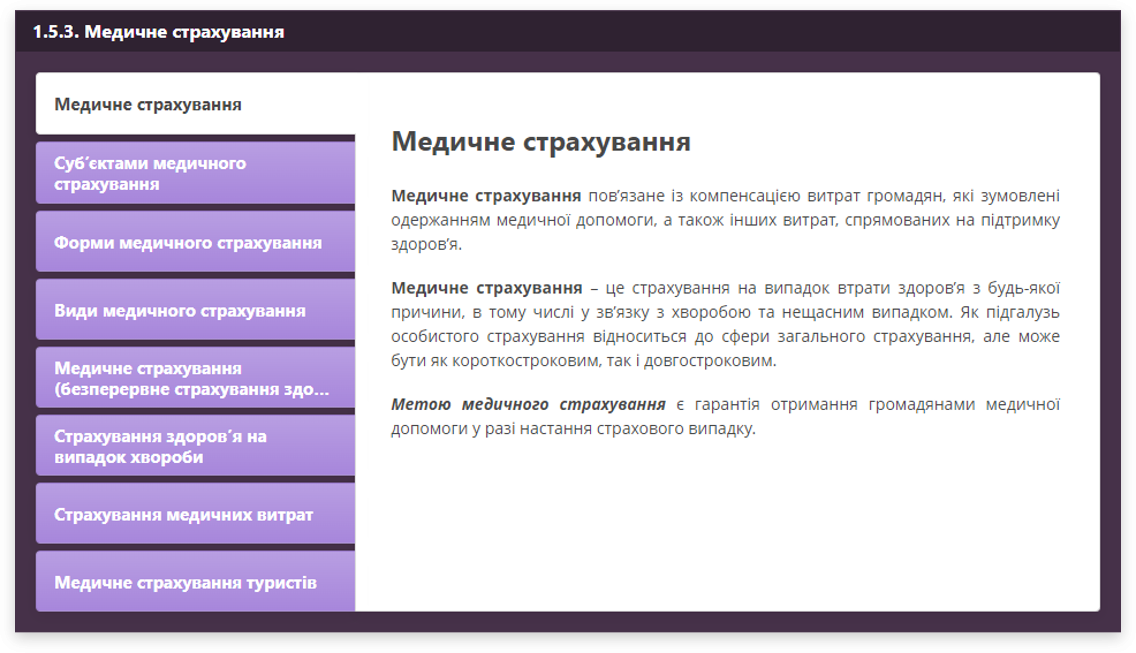 1.5.3. Медичне страхування
Медичне страхування
Суб’єктами медичного
страхування
Форми медичного страхування
Види медичного страхування
Медичне страхування
(безперервне страхування здо...
Страхування здоров’я на
випадок хвороби
Страхування медичних витрат
Медичне страхування туристів
Медичне страхування
Медичне страхування пов’язане із компенсацією витрат громадян, які зумовлені
одержанням медичної допомоги, а також інших витрат, спрямованих на підтримку
здоров’я.
Медичне страхування – це страхування на випадок втрати здоров’я з будь-якої
причини, в тому числі у зв’язку з хворобою та нещасним випадком. Як підгалузь
особистого страхування відноситься до сфери загального страхування, але може
бути як короткостроковим, так і довгостроковим.
Метою медичного страхування є гарантія отримання громадянами медичної
допомоги у разі настання страхового випадку.